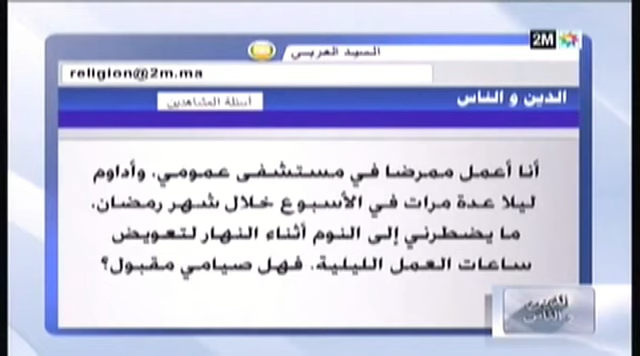 2M
السيد العربي
religion@2m.ma
الدين و الناس
أسئلة المشاهدين
أنا أعمل ممرضا في مستشفى عمومي، وأداوم
ليلا عدة مرات في الأسبوع خلال شهر رمضان،
ما يضطرني إلى النوم أثناء النهار لتعويض
ساعات العمل الليلية. فهل صيامي مقبول؟
الدين
والناس